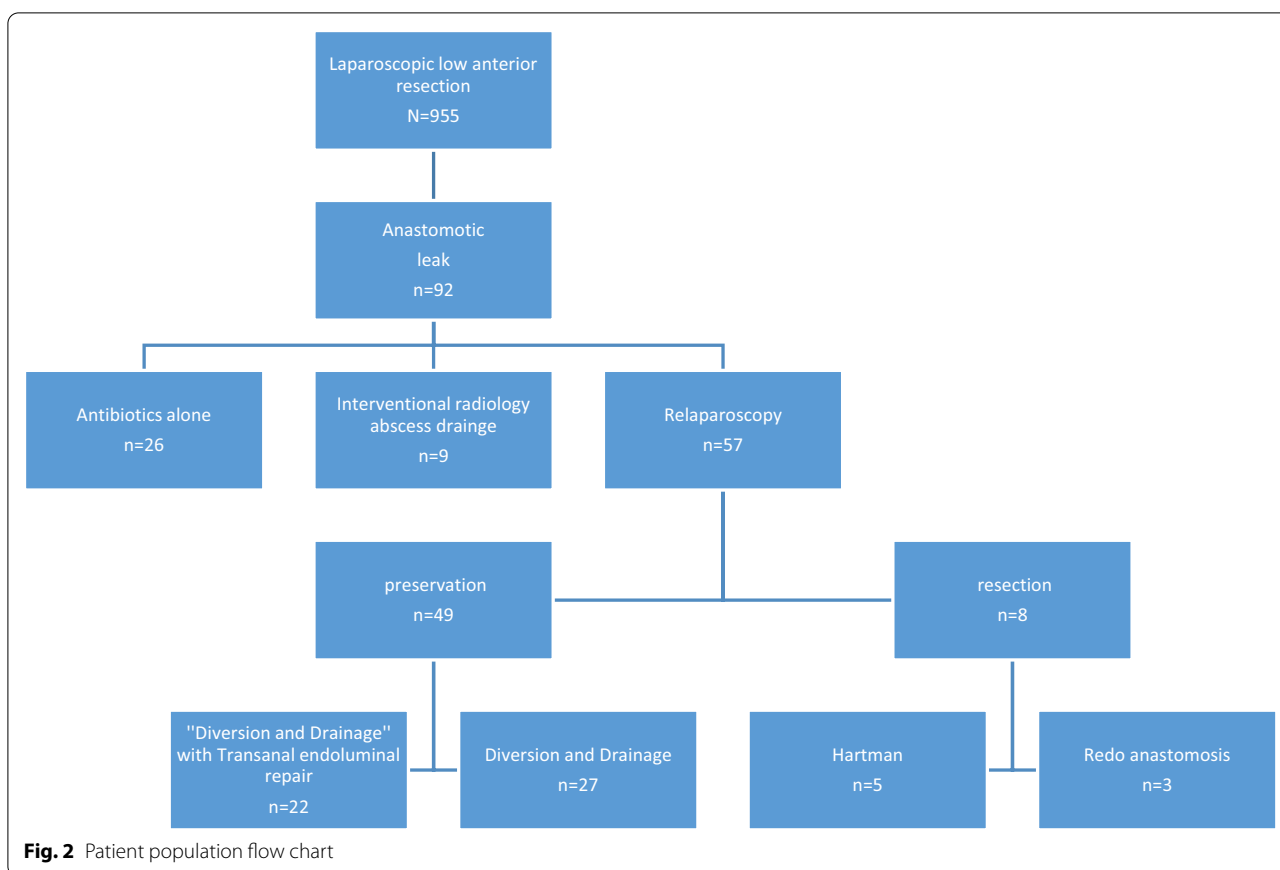 Laparoscopic low anterior
resection
N=955
Anastomotic
leak
n=92
Antibiotics alone
n=26
Interventional radiology
abscess drainge
n=9
Relaparoscopy
n=57
preservation
n=49
resection
n=8
"Diversion and Drainage"
with Transanal endoluminal
repair
n=22
Diversion and Drainage
n=27
Hartman
n=5
Redo anastomosis
n=3
Fig. 2 Patient population flow chart